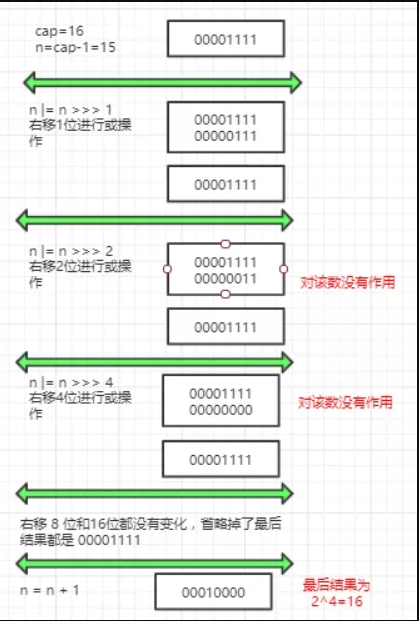 cap=16
n=cap-1=15
00001111
n |= n >>> 1
右移1位进行或操
作
00001111
00000111
00001111
n |= n >>> 2
右移2位进行或操
作
00001111
00000011
对该数没有作用
00001111
n |= n >>> 4
右移4位进行或操
作
00001111
00000000
对该数没有作用
00001111
右移 8 位和16位都没有变化，省略掉了最后
结果都是 00001111
n = n + 1
00010000
最后结果为
2^4=16